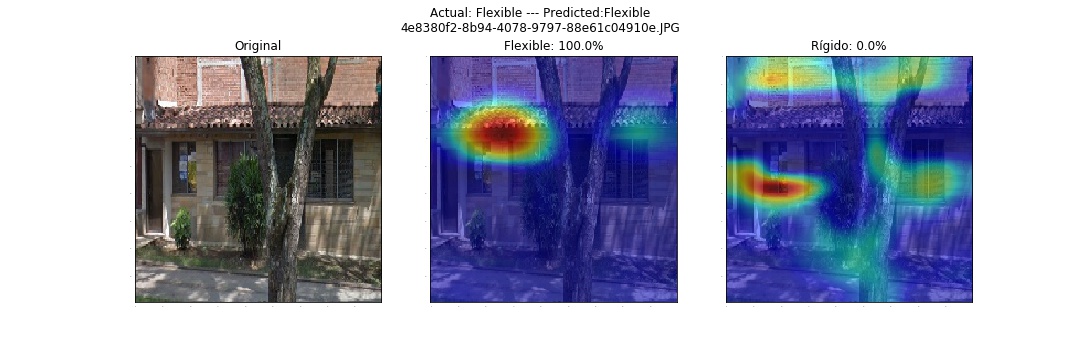 Actual: Flexible --- Predicted:Flexible
4e8380f2-8b94-4078-9797-88e61c04910e.JPG
Original
Flexible: 100.0%
Rígido: 0.0%